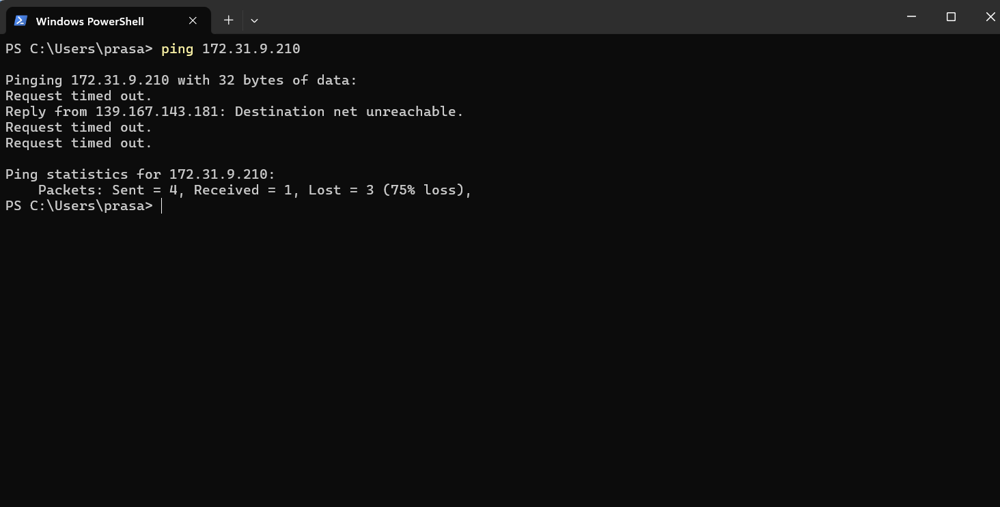 Windows PowerShell
PS C:\Users\prasa> ping 172.31.9.210
Pinging 172.31.9.210 with 32 bytes of data:
Request timed out.
Reply from 139.167.143.181: Destination net unreachable.
Request timed out.
Request timed out.
Ping statistics for 172.31.9.210:
    Packets: Sent = 4, Received = 1, Lost = 3 (75% loss),
PS C:\Users\prasa>